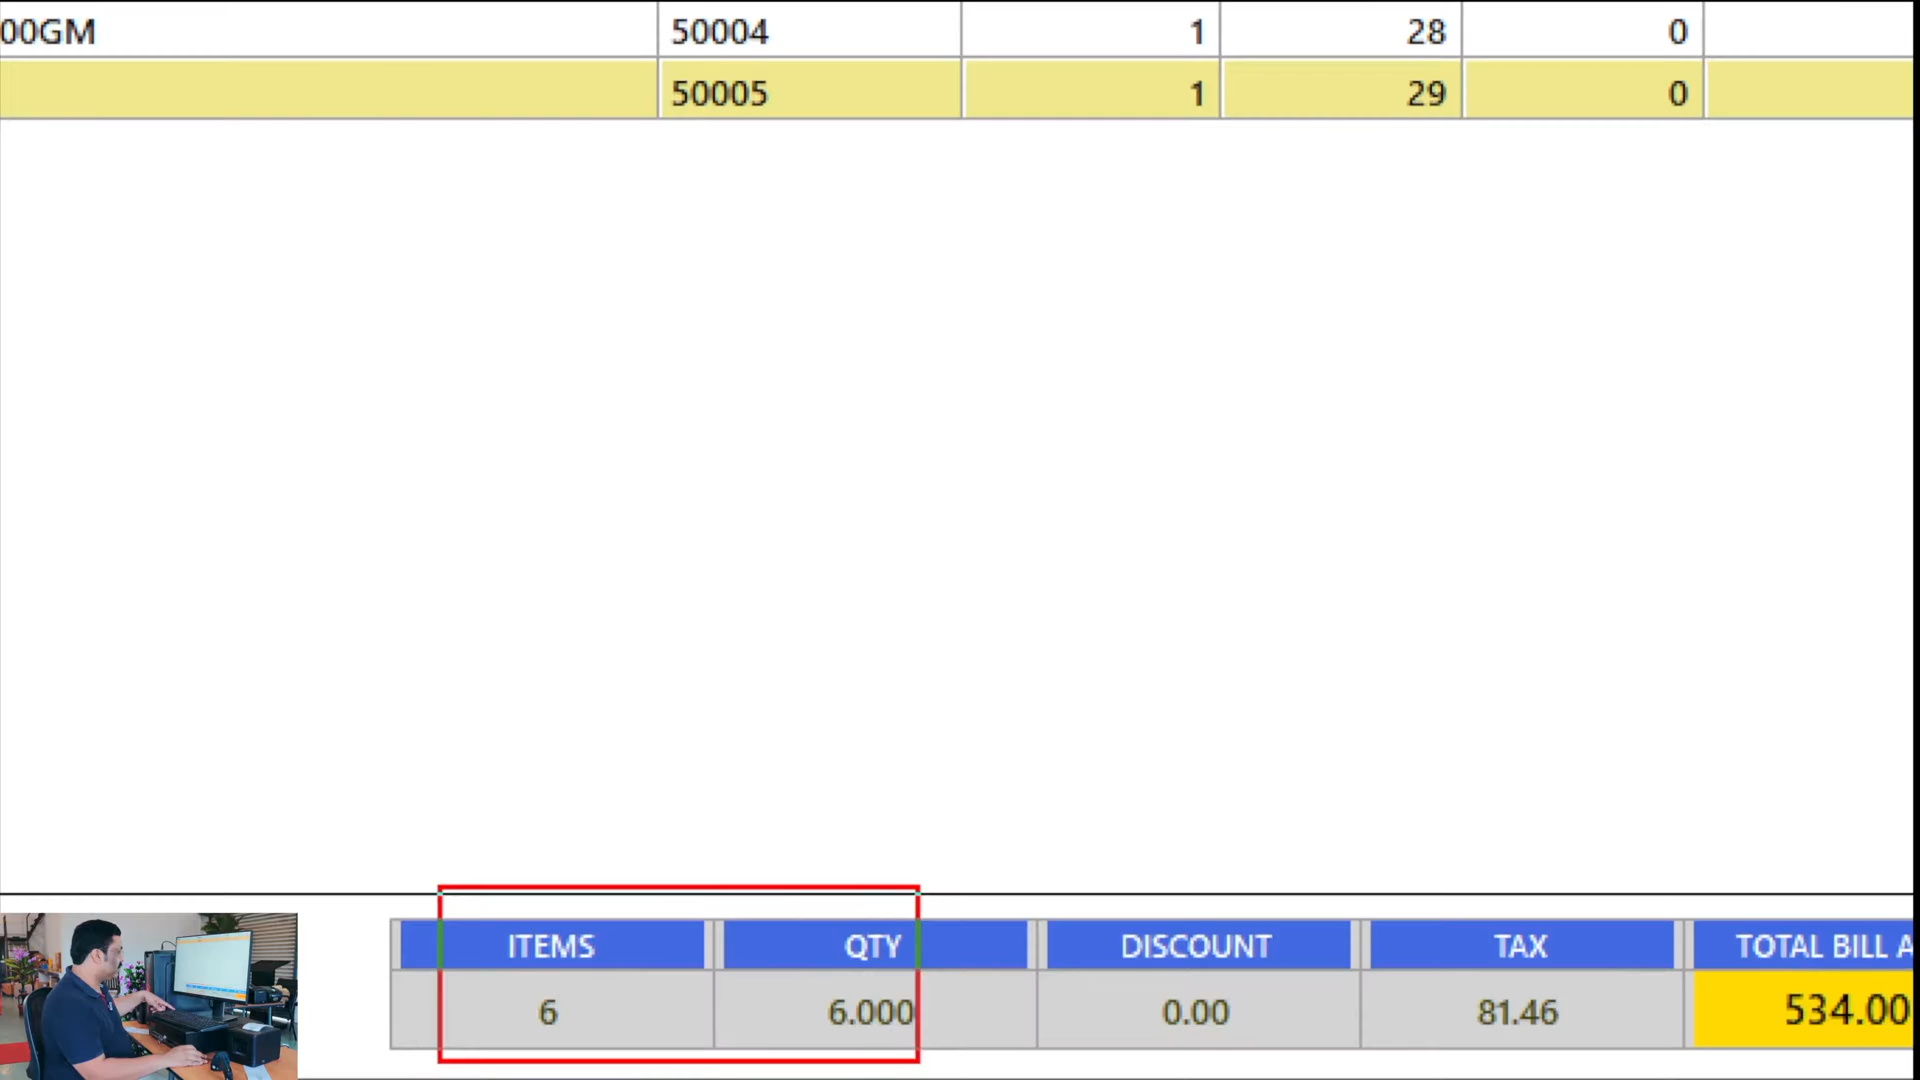 00GM 50004 1 28 0
50005 1 29 0
ITEMS QTY DISCOUNT TAX TOTAL BILL A
6 6.000 0.00 81.46 534.00